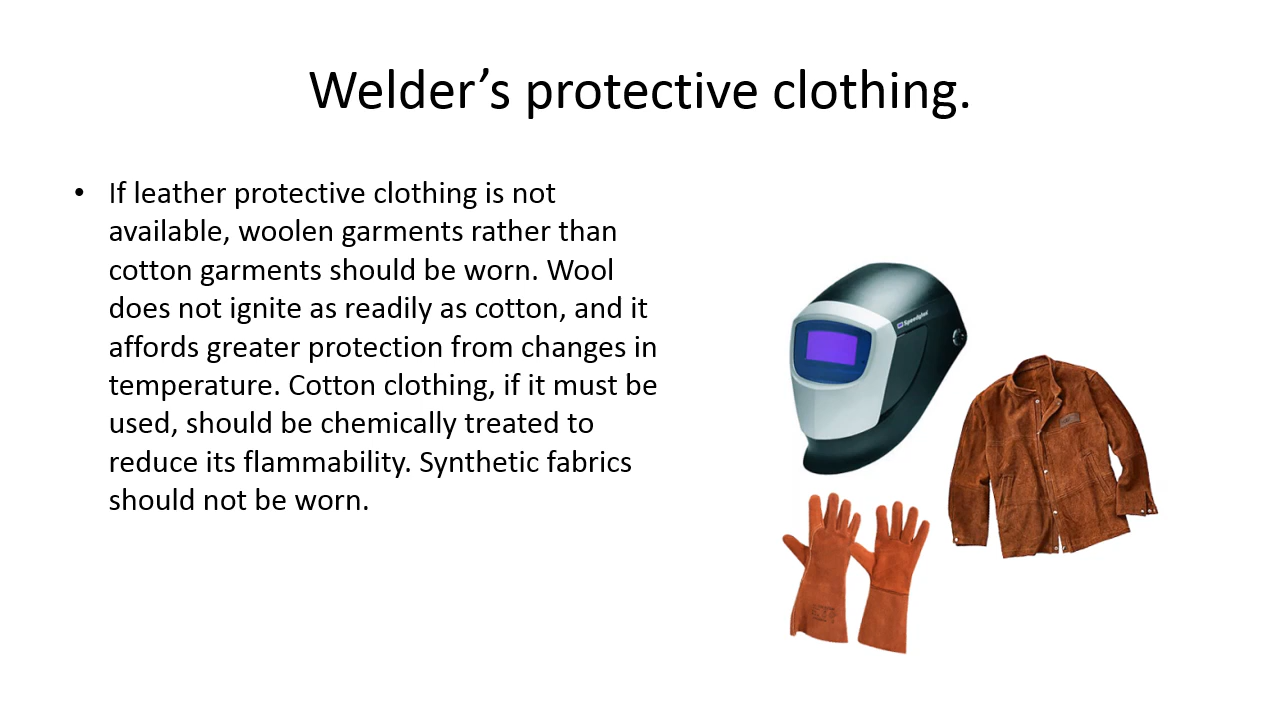 Welder’s protective clothing.
• If leather protective clothing is not
available, woolen garments rather than
cotton garments should be worn. Wool
does not ignite as readily as cotton, and it
affords greater protection from changes in
temperature. Cotton clothing, if it must be
used, should be chemically treated to
reduce its flammability. Synthetic fabrics
should not be worn.
Speedglas